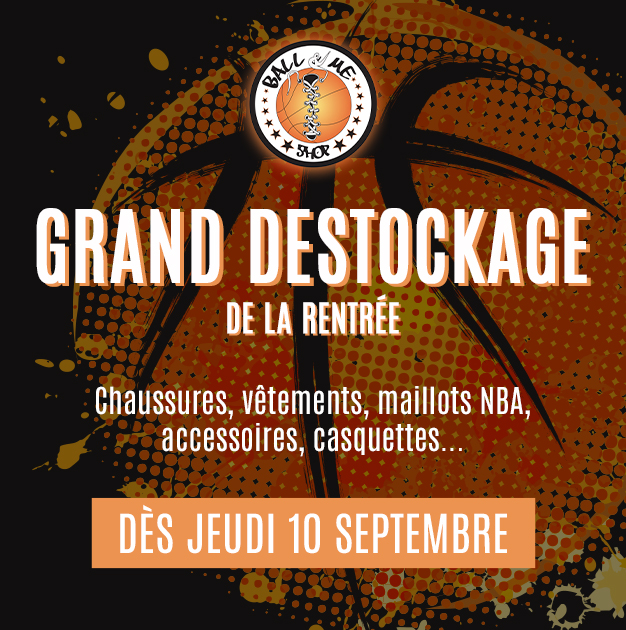 BALL & ME
SHOP
GRAND DESTOCKAGE
DE LA RENTRÉE
Chaussures, vêtements, maillots NBA,
accessoires, casquettes...
DÈS JEUDI 10 SEPTEMBRE